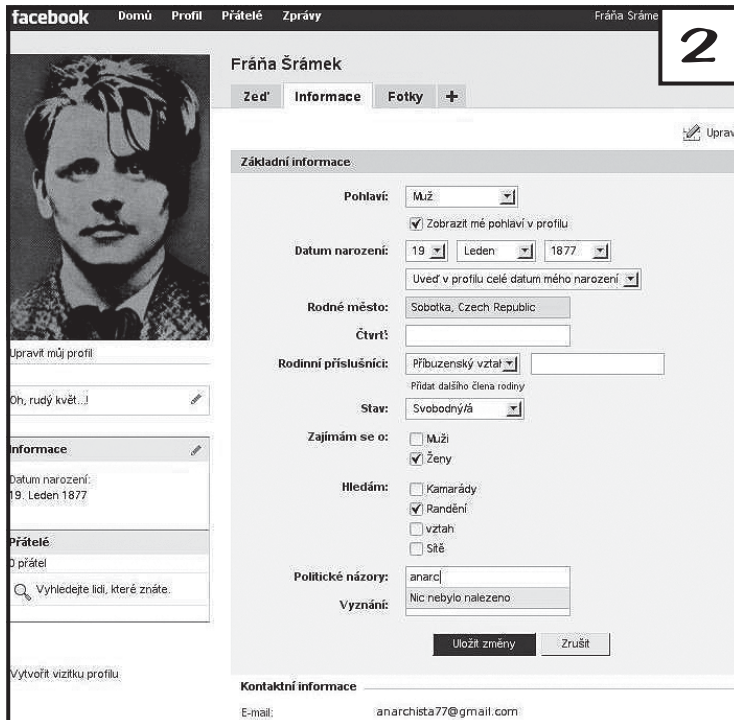 facebook Domů Profil Přátelé Zprávy Fráňa Sráme
2
Fráňa Šrámek
Zeď Informace Fotky +
Uprav
Základní informace
Pohlaví: Muž
Zobrazit mé pohlaví v profilu
Datum narození: 19 Leden 1877
Uveď v profilu celé datum mého narození
Rodné město: Sobotka, Czech Republic
Čtvrť:
Rodinní příslušníci: Příbuzenský vztah
Přidat dalšího člena rodiny
Stav: Svobodný/á
Zajímám se o: Muži
Ženy
Hledám: Kamarády
Randění
vztah
Sítě
Politické názory: anarc
Nic nebylo nalezeno
Vyznání:
Uložit změny Zrušit
Kontaktní informace
E-mail: anarchista77@gmail.com
Upravit můj profil
Oh, rudý květ...!
Informace
Datum narození:
19. Leden 1877
Přátelé
0 přátel
Vyhledejte lidi, které znáte.
Vytvořit vizitku profilu